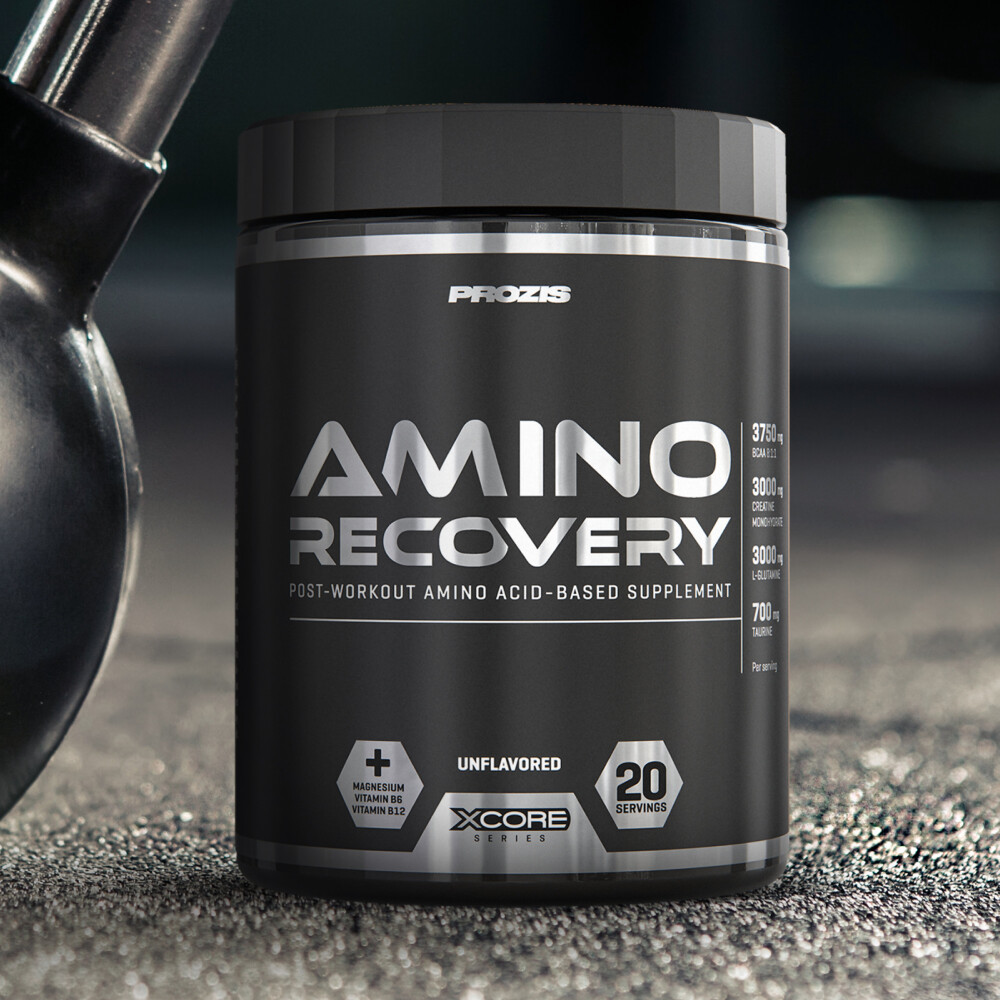 PROZIS
AMINO
RECOVERY
POST-WORKOUT AMINO ACID-BASED SUPPLEMENT
3750 mg
BCAA 8:1:1
3000 mg
CREATINE
MONOHYDRATE
3000 mg
L-GLUTAMINE
700 mg
TAURINE
Per serving
+
MAGNESIUM
VITAMIN B6
VITAMIN B12
UNFLAVORED
XCORE
SERIES
20
SERVINGS